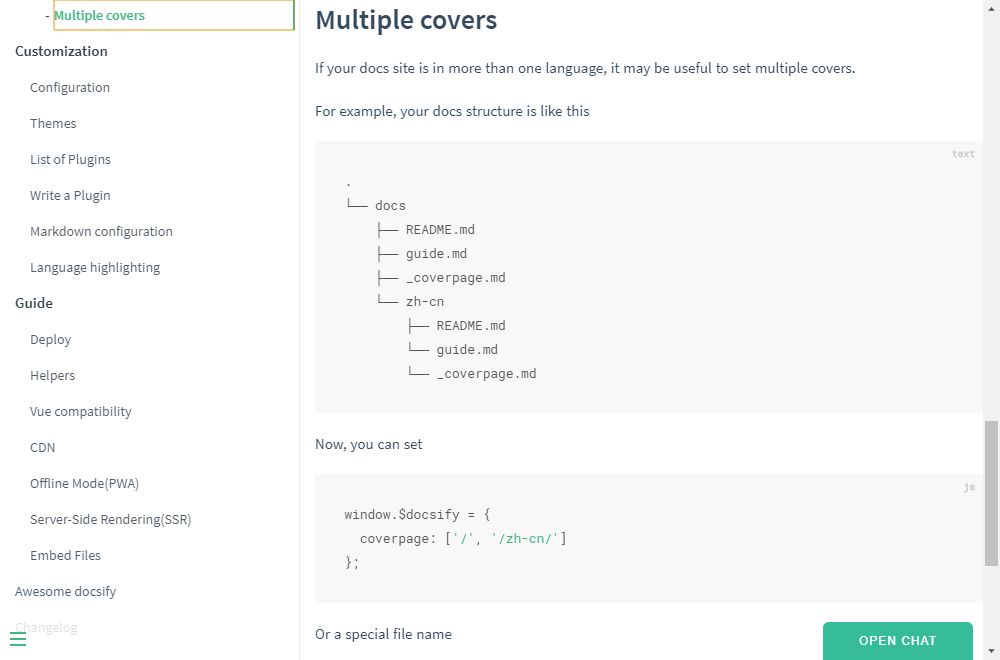 - Multiple covers
Customization
Configuration
Themes
List of Plugins
Write a Plugin
Markdown configuration
Language highlighting
Guide
Deploy
Helpers
Vue compatibility
CDN
Offline Mode(PWA)
Server-Side Rendering(SSR)
Embed Files
Awesome docsify
Changelog
Multiple covers
If your docs site is in more than one language, it may be useful to set multiple covers.
For example, your docs structure is like this
text
.
└── docs
    ├── README.md
    ├── guide.md
    ├── _coverpage.md
    └── zh-cn
        ├── README.md
        └── guide.md
        └── _coverpage.md
Now, you can set
js
window.$docsify = {
  coverpage: ['/', '/zh-cn/']
};
Or a special file name
OPEN CHAT